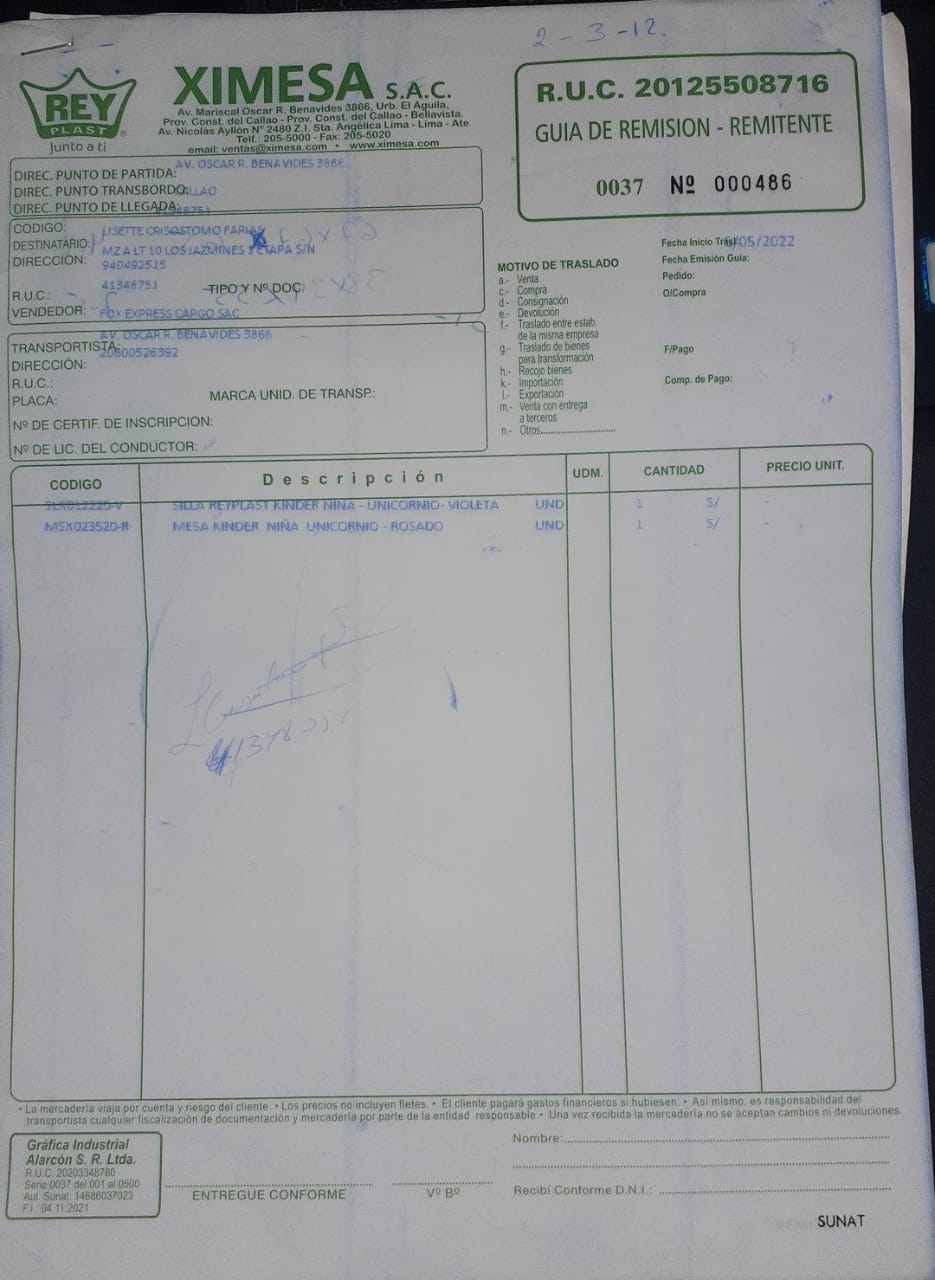 2-3-12.
REY
PLAST
Junto a ti
XIMESA S.A.C.
Av. Mariscal Oscar R. Benavides 3866, Urb. El Aguila,
Prov. Const. del Callao - Prov. Const. del Callao - Bellavista.
Av. Nicolás Ayllón Nº 2480 Z.I. Sta. Angélica Lima - Lima - Ate
Telf.: 205-5000 - Fax: 205-5020
email: ventas@ximesa.com • www.ximesa.com
R.U.C. 20125508716
GUIA DE REMISION - REMITENTE
0037 Nº 000486
DIREC. PUNTO DE PARTIDA: AV. OSCAR R. BENAVIDES 3866
DIREC. PUNTO TRANSBORDO:
DIREC. PUNTO DE LLEGADA:
CODIGO: 41348751
DESTINATARIO: LISETTE CRISOSTOMO FARIAS
DIRECCION: MZ A LT 10 LOS JAZMINES ETAPA S/N
940492515
R.U.C.: 41348751 TIPO Y Nº DOC.
VENDEDOR: FOX EXPRESS CARGO SAC
TRANSPORTISTA: AV. OSCAR R. BENAVIDES 3866
DIRECCIÓN: 20600526392
R.U.C.:
PLACA: MARCA UNID. DE TRANSP.:
Nº DE CERTIF. DE INSCRIPCION:
Nº DE LIC. DEL CONDUCTOR:
MOTIVO DE TRASLADO
a.- Venta
c.- Compra
d.- Consignación
e.- Devolución
f.- Traslado entre estab.
de la misma empresa
g.- Traslado de bienes
para transformación
h.- Recojo bienes
k.- Importación
l.- Exportación
m.- Venta con entrega
a terceros
n.- Otros
Fecha Inicio Trasl. /05/2022
Fecha Emisión Guia:
Pedido:
O/Compra
F/Pago
Comp. de Pago:
CODIGO Descripción UDM. CANTIDAD PRECIO UNIT.
SILLA REYPLAST KINDER NINA - UNICORNIO- VIOLETA UND 1 S/
MSX023520-R MESA KINDER NIÑA UNICORNIO - ROSADO UND 1 S/ -
• La mercadería viaja por cuenta y riesgo del cliente. • Los precios no incluyen fletes. • El cliente pagará gastos financieros si hubiesen. • Asi mismo, es responsabilidad del
transportista cualquier fiscalización de documentación y mercadería por parte de la entidad responsable.• Una vez recibida la mercadería no se aceptan cambios ni devoluciones.
Gráfica Industrial
Alarcón S. R. Ltda.
R.U.C. 20203348780
Serie 0037 del 001 al 0500
Aut. Sunat: 14686037023
F.I.: 04.11.2021
ENTREGUE CONFORME
Vº Bº
Nombre:
Recibí Conforme D.N.I.:
SUNAT